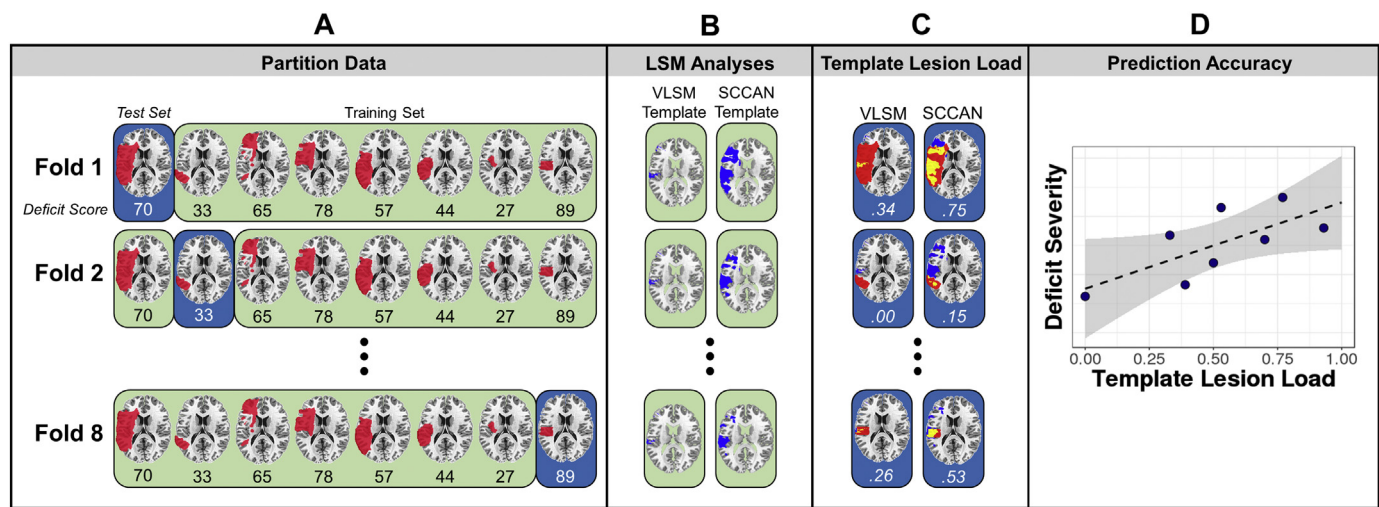 A
B
C
D
Partition Data
LSM Analyses
Template Lesion Load
Prediction Accuracy
Test Set
Training Set
VLSM Template
SCCAN Template
VLSM
SCCAN
Fold 1
Deficit Score
70 33 65 78 57 44 27 89
.34 .75
Fold 2
70 33 65 78 57 44 27 89
.00 .15
Fold 8
70 33 65 78 57 44 27 89
.26 .53
Deficit Severity
0.00 0.25 0.50 0.75 1.00
Template Lesion Load